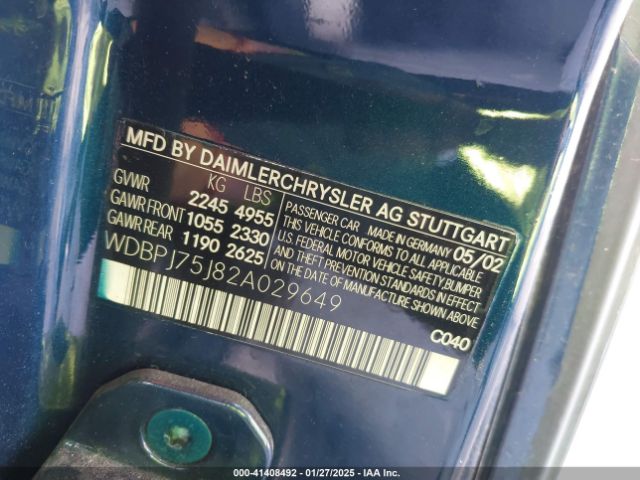 MFD BY DAIMLERCHRYSLER AG STUTTGART
KG LBS
GVWR 2245 4955
GAWR FRONT 1055 2330
GAWR REAR 1190 2625
PASSENGER CAR MADE IN GERMANY 05/02
THIS VEHICLE CONFORMS TO ALL APPLICABLE
U.S. FEDERAL MOTOR VEHICLE SAFETY, BUMPER
AND THEFT PREVENTION STANDARDS IN EFFECT
ON THE DATE OF MANUFACTURE SHOWN ABOVE
WDBPJ75J82A029649
C040
000-41408492 - 01/27/2025 - IAA Inc.